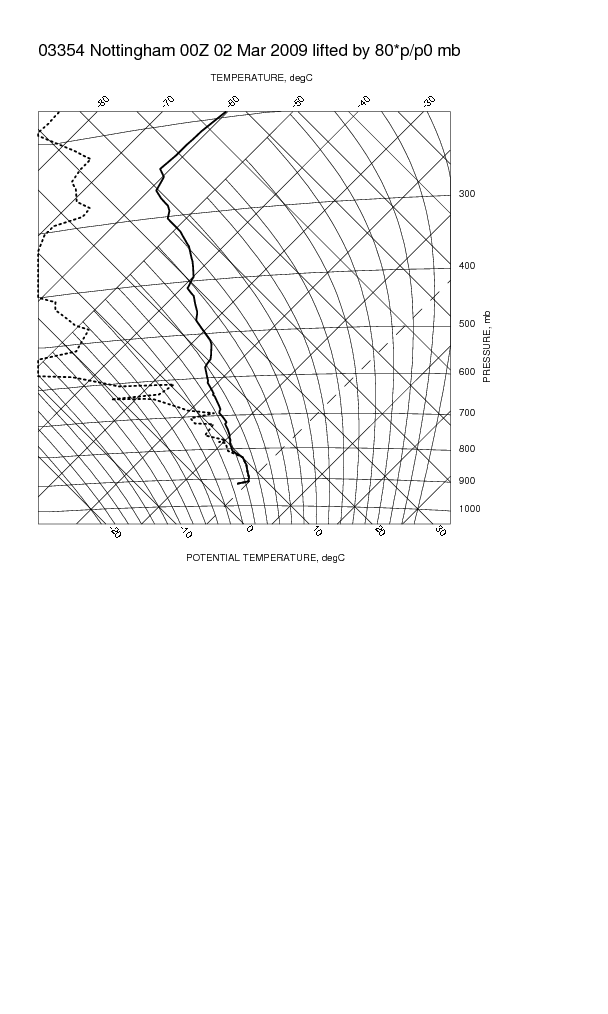 03354 Nottingham 00Z 02 Mar 2009 lifted by 80*p/p0 mb
TEMPERATURE, degC
-80 -70 -60 -50 -40 -30
300
400
500
600
700
800
900
1000
PRESSURE, mb
-20 -10 0 10 20 30
POTENTIAL TEMPERATURE, degC